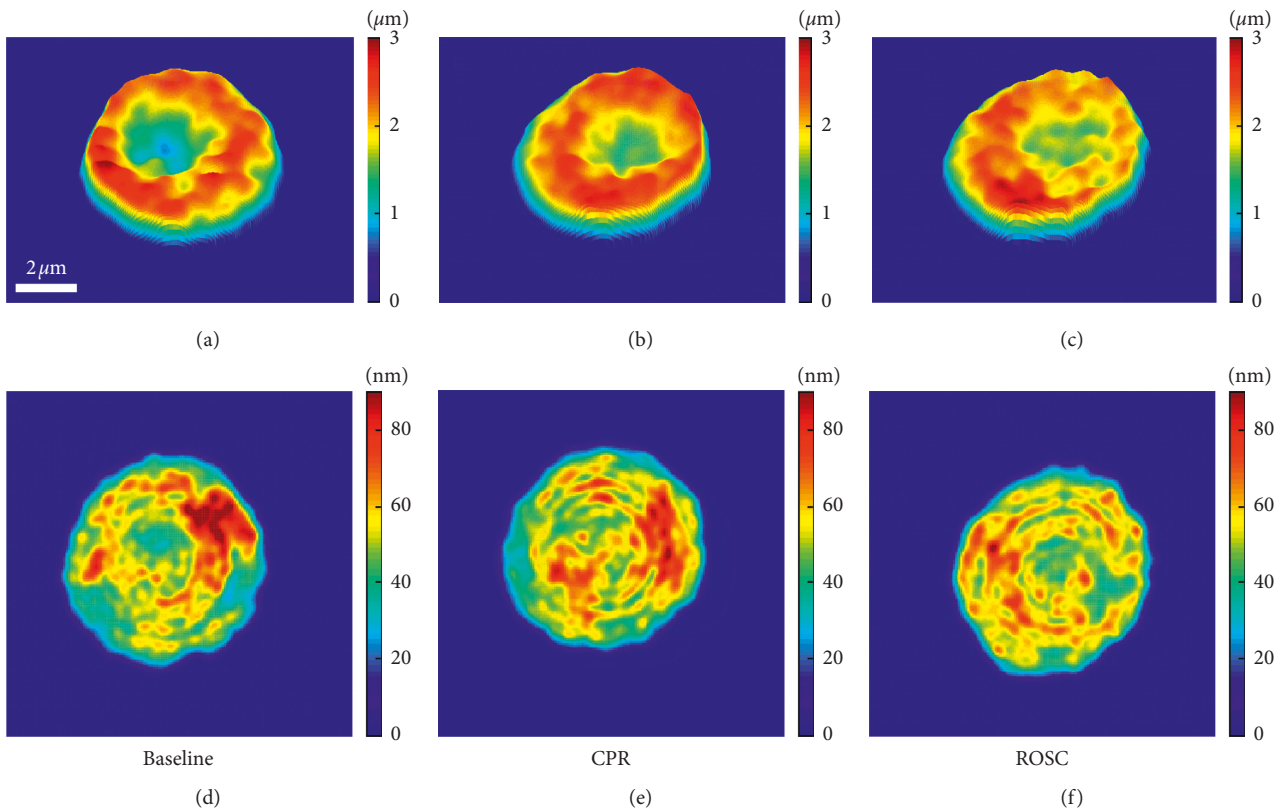 (μm) (μm) (μm)
3 3 3
2 2 2
1 1 1
2 μm
0 0 0
(a) (b) (c)
(nm) (nm) (nm)
80 80 80
60 60 60
40 40 40
20 20 20
0 0 0
Baseline CPR ROSC
(d) (e) (f)